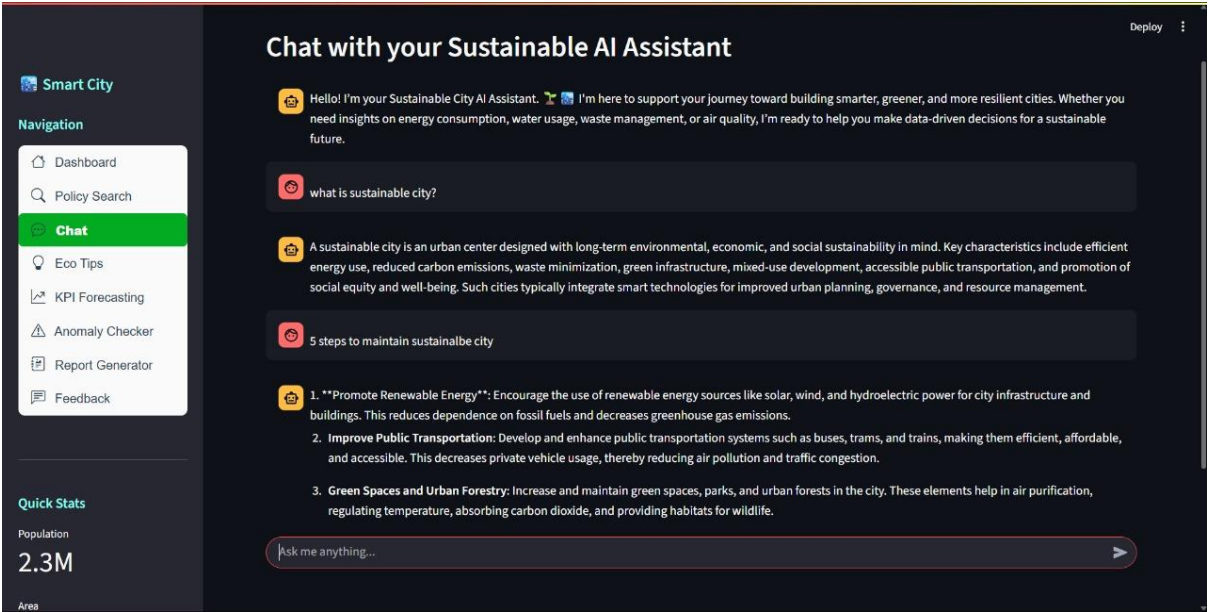 Deploy
Smart City
Navigation
Dashboard
Policy Search
Chat
Eco Tips
KPI Forecasting
Anomaly Checker
Report Generator
Feedback
Quick Stats
Population
2.3M
Area
Chat with your Sustainable AI Assistant
Hello! I'm your Sustainable City AI Assistant. 🌱 🏙️ I'm here to support your journey toward building smarter, greener, and more resilient cities. Whether you
need insights on energy consumption, water usage, waste management, or air quality, I'm ready to help you make data-driven decisions for a sustainable
future.
what is sustainable city?
A sustainable city is an urban center designed with long-term environmental, economic, and social sustainability in mind. Key characteristics include efficient
energy use, reduced carbon emissions, waste minimization, green infrastructure, mixed-use development, accessible public transportation, and promotion of
social equity and well-being. Such cities typically integrate smart technologies for improved urban planning, governance, and resource management.
5 steps to maintain sustainalbe city
1. **Promote Renewable Energy**: Encourage the use of renewable energy sources like solar, wind, and hydroelectric power for city infrastructure and
buildings. This reduces dependence on fossil fuels and decreases greenhouse gas emissions.
2. Improve Public Transportation: Develop and enhance public transportation systems such as buses, trams, and trains, making them efficient, affordable,
and accessible. This decreases private vehicle usage, thereby reducing air pollution and traffic congestion.
3. Green Spaces and Urban Forestry: Increase and maintain green spaces, parks, and urban forests in the city. These elements help in air purification,
regulating temperature, absorbing carbon dioxide, and providing habitats for wildlife.
Ask me anything...